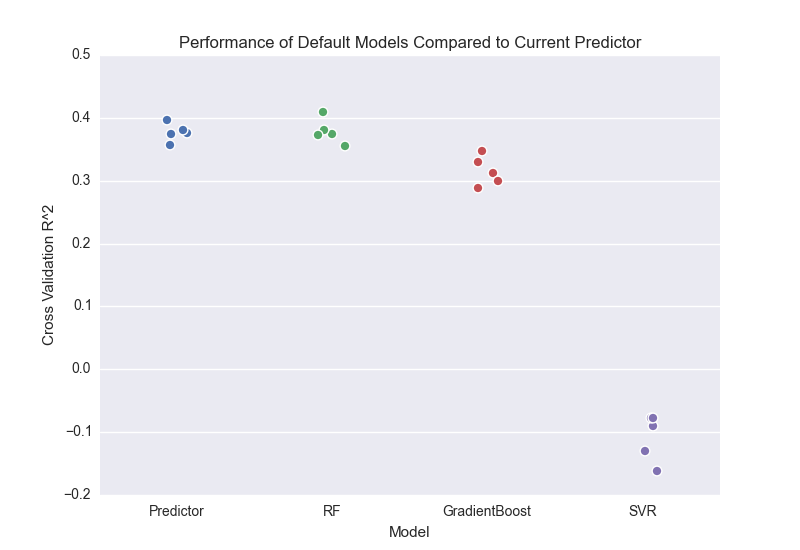 Performance of Default Models Compared to Current Predictor
0.5
0.4
0.3
0.2
0.1
0.0
−0.1
−0.2
Cross Validation R^2
Predictor RF GradientBoost SVR
Model